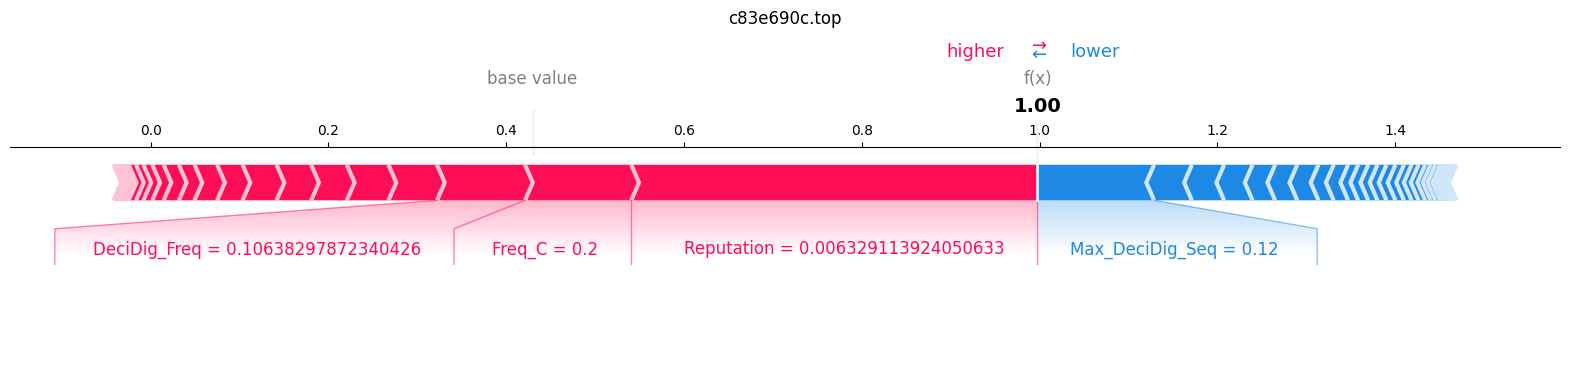 c83e690c.top
higher → ← lower
base value f(x)
1.00
0.0 0.2 0.4 0.6 0.8 1.0 1.2 1.4
DeciDig_Freq = 0.10638297872340426 Freq_C = 0.2 Reputation = 0.006329113924050633 Max_DeciDig_Seq = 0.12